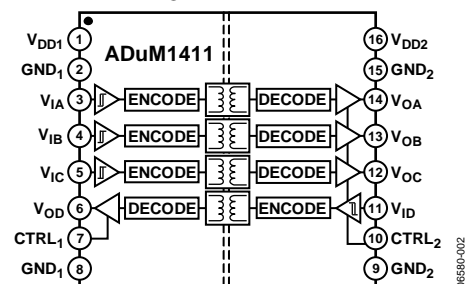 ADuM1411
VDD1 1 16 VDD2
GND1 2 15 GND2
VIA 3 ENCODE DECODE 14 VOA
VIB 4 ENCODE DECODE 13 VOB
VIC 5 ENCODE DECODE 12 VOC
VOD 6 DECODE ENCODE 11 VID
CTRL1 7 10 CTRL2
GND1 8 9 GND2
06580-002